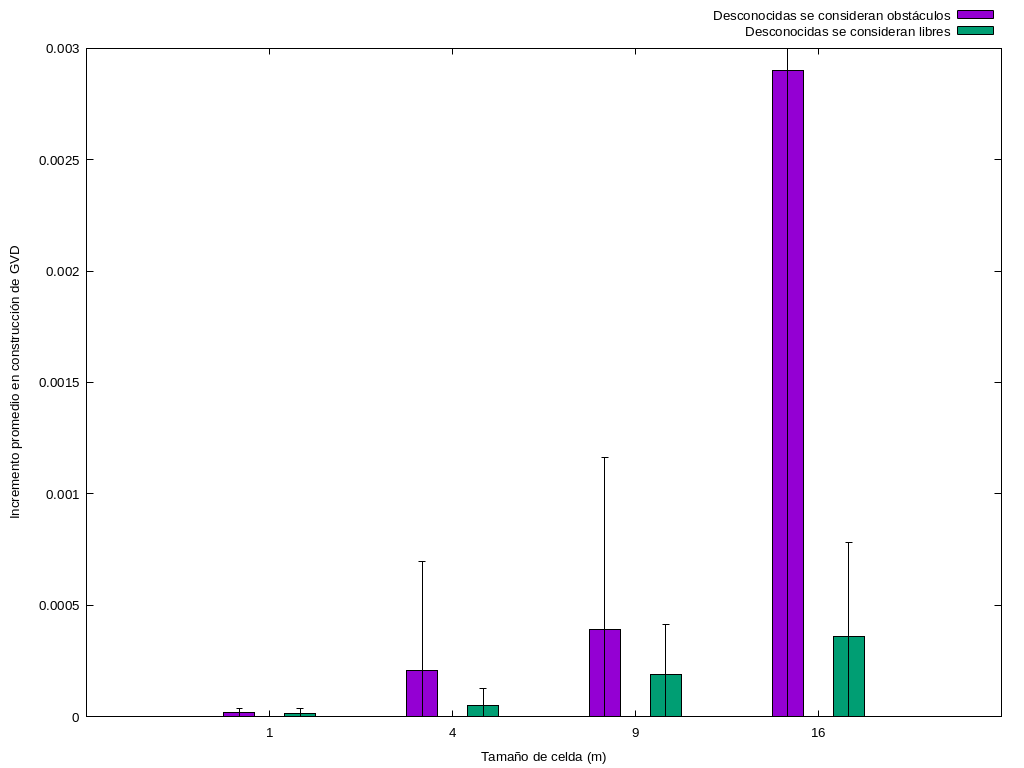 Desconocidas se consideran obstáculos
Desconocidas se consideran libres
0.003
0.0025
0.002
0.0015
0.001
0.0005
0
Incremento promedio en construcción de GVD
1 4 9 16
Tamaño de celda (m)